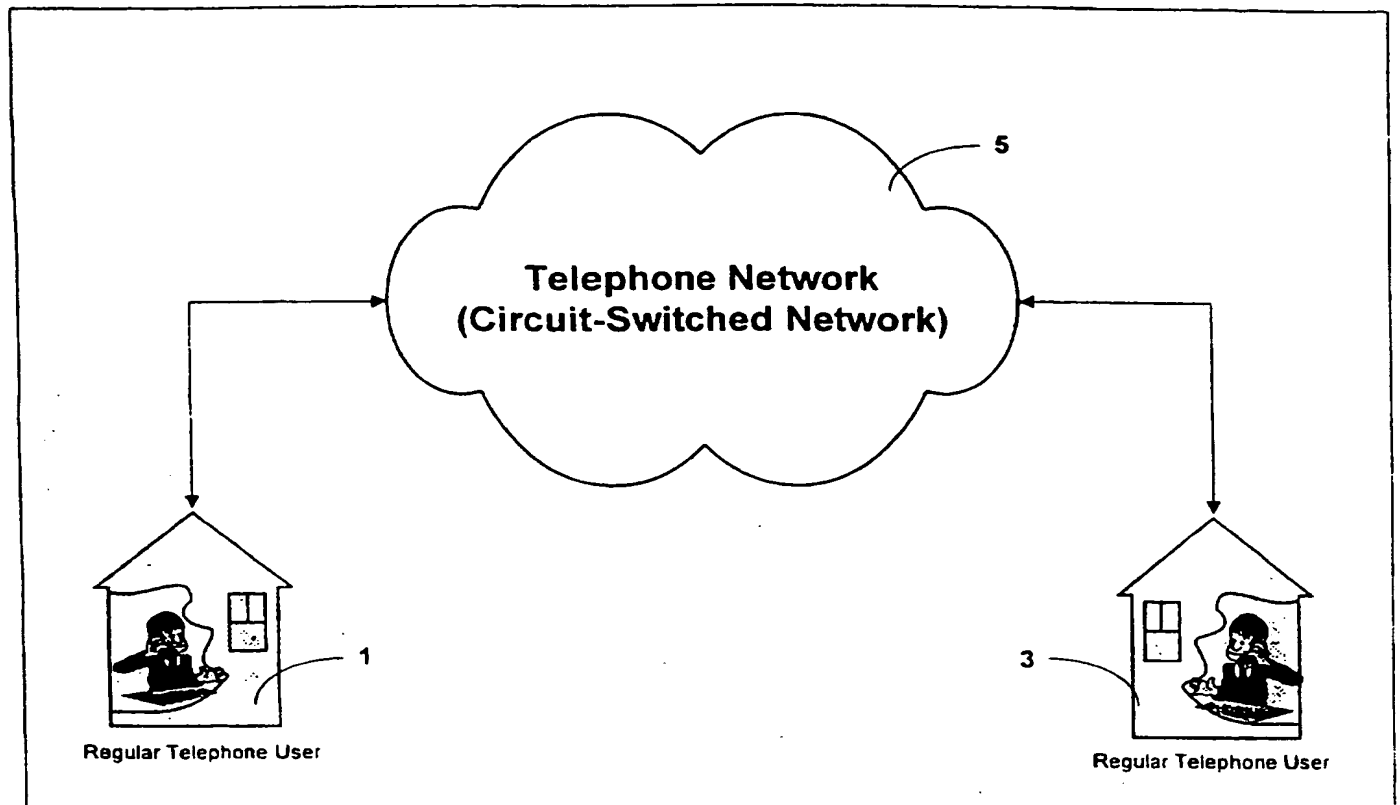 5
Telephone Network
(Circuit-Switched Network)
1
3
Regular Telephone User
Regular Telephone User